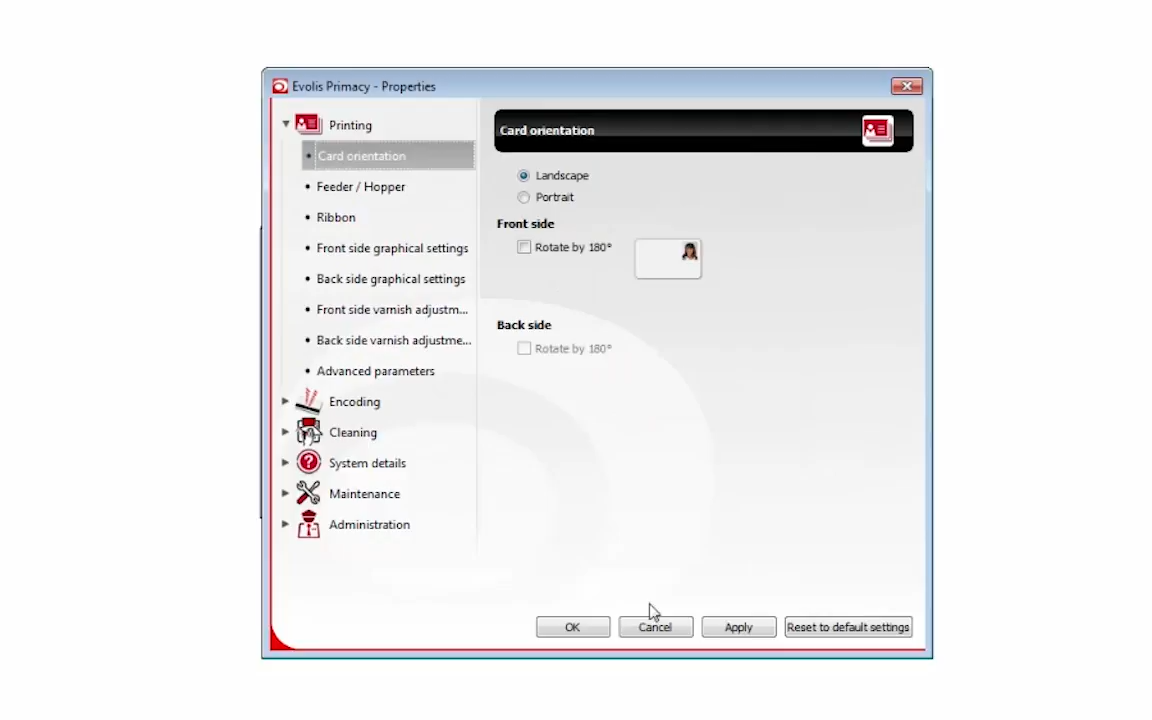 Evolis Primacy - Properties
Printing
Card orientation
Feeder / Hopper
Ribbon
Front side graphical settings
Back side graphical settings
Front side varnish adjustm...
Back side varnish adjustme...
Advanced parameters
Encoding
Cleaning
System details
Maintenance
Administration
Card orientation
Landscape
Portrait
Front side
Rotate by 180°
Back side
Rotate by 180°
OK
Cancel
Apply
Reset to default settings